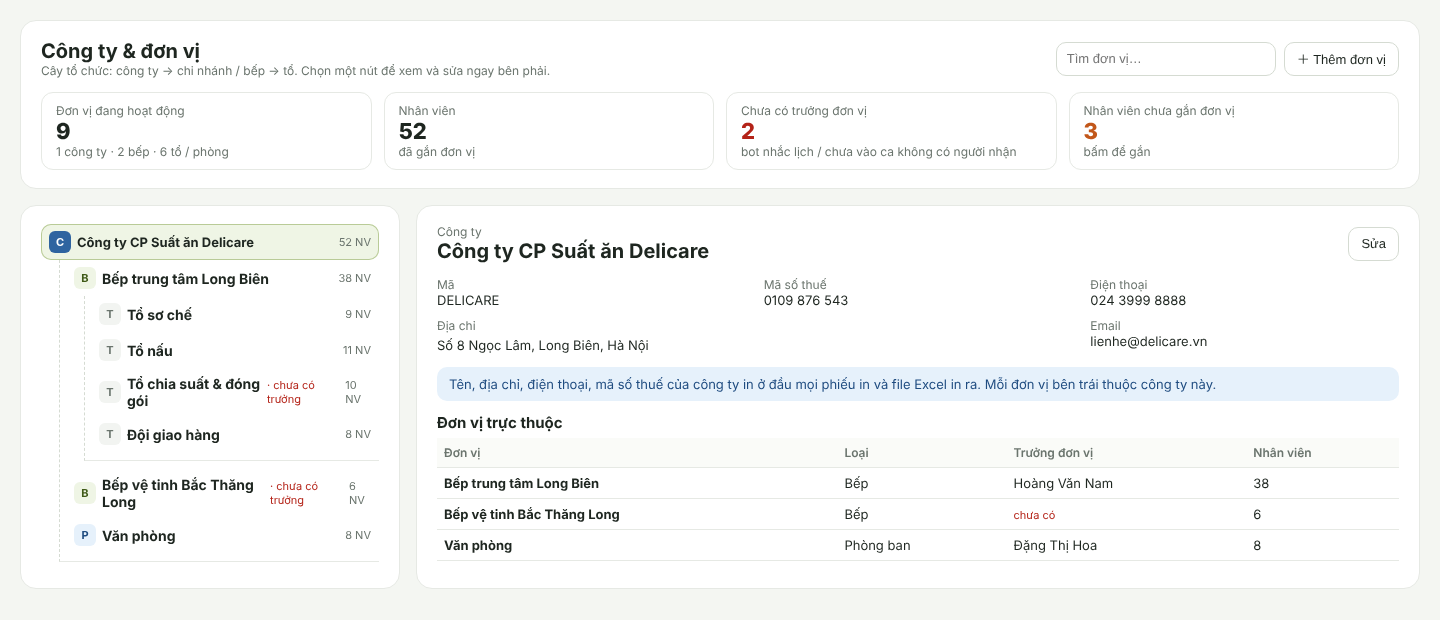 Công ty & đơn vị
Cây tổ chức: công ty → chi nhánh / bếp → tổ. Chọn một nút để xem và sửa ngay bên phải.
Tìm đơn vị...
+ Thêm đơn vị
Đơn vị đang hoạt động
9
1 công ty · 2 bếp · 6 tổ / phòng
Nhân viên
52
đã gắn đơn vị
Chưa có trưởng đơn vị
2
bot nhắc lịch / chưa vào ca không có người nhận
Nhân viên chưa gắn đơn vị
3
bấm để gắn
C Công ty CP Suất ăn Delicare 52 NV
B Bếp trung tâm Long Biên 38 NV
T Tổ sơ chế 9 NV
T Tổ nấu 11 NV
T Tổ chia suất & đóng gói · chưa có trưởng 10 NV
T Đội giao hàng 8 NV
B Bếp vệ tinh Bắc Thăng Long · chưa có trưởng 6 NV
P Văn phòng 8 NV
Công ty
Công ty CP Suất ăn Delicare
Sửa
Mã
DELICARE
Mã số thuế
0109 876 543
Điện thoại
024 3999 8888
Địa chỉ
Số 8 Ngọc Lâm, Long Biên, Hà Nội
Email
lienhe@delicare.vn
Tên, địa chỉ, điện thoại, mã số thuế của công ty in ở đầu mọi phiếu in và file Excel in ra. Mỗi đơn vị bên trái thuộc công ty này.
Đơn vị trực thuộc
Đơn vị Loại Trưởng đơn vị Nhân viên
Bếp trung tâm Long Biên Bếp Hoàng Văn Nam 38
Bếp vệ tinh Bắc Thăng Long Bếp chưa có 6
Văn phòng Phòng ban Đặng Thị Hoa 8